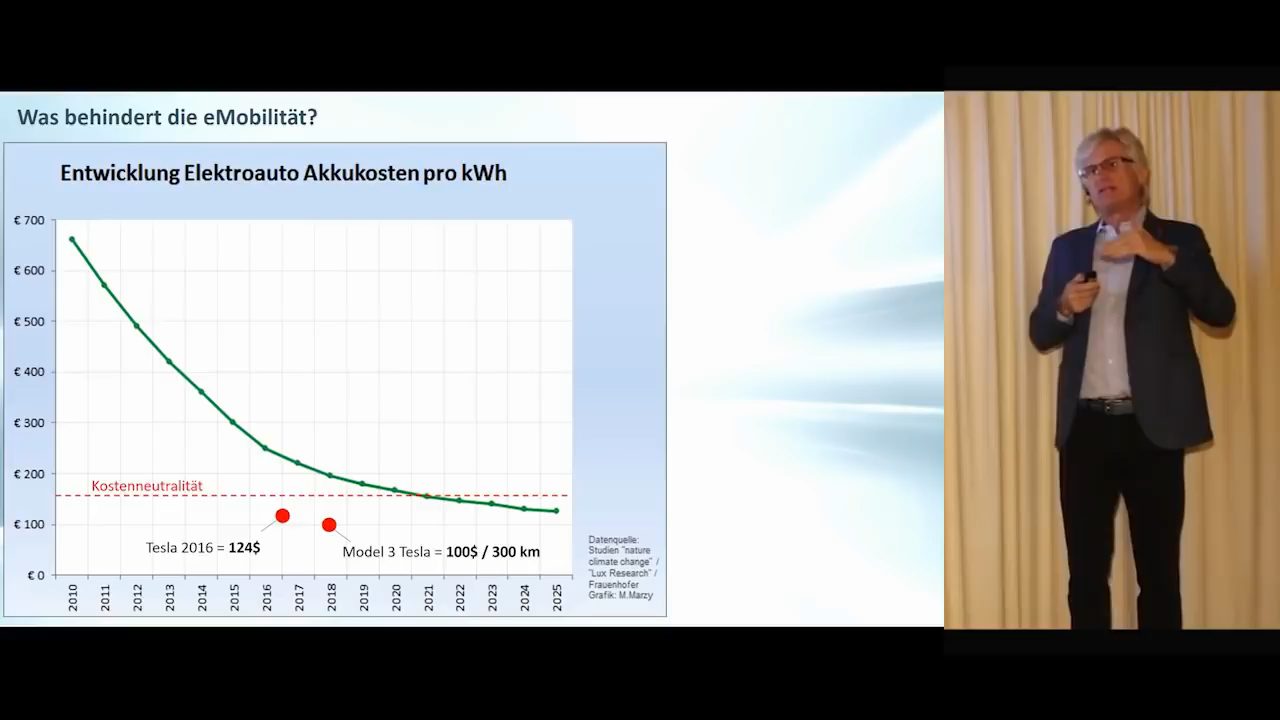 Was behindert die eMobilität?
Entwicklung Elektroauto Akkukosten pro kWh
€ 700
€ 600
€ 500
€ 400
€ 300
€ 200
€ 100
€ 0
Kostenneutralität
Tesla 2016 = 124$
Model 3 Tesla = 100$ / 300 km
2010
2011
2012
2013
2014
2015
2016
2017
2018
2019
2020
2021
2022
2023
2024
2025
Datenquelle:
Studien "nature
climate change" /
"Lux Research" /
Frauenhofer
Grafik: M.Marzy